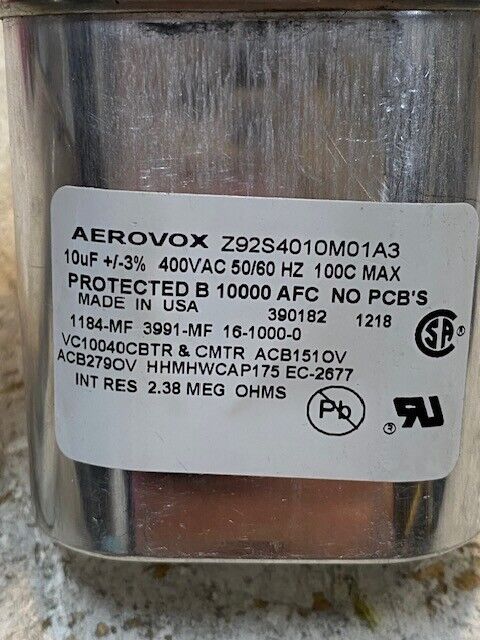 AEROVOX Z92S4010M01A3
10uF +/-3% 400VAC 50/60 HZ 100C MAX
PROTECTED B 10000 AFC NO PCB'S
MADE IN USA 390182 1218
1184-MF 3991-MF 16-1000-0
VC10040CBTR & CMTR ACB151OV
ACB279OV HHMHWCAP175 EC-2677
INT RES 2.38 MEG OHMS
SA ®
Pb
® RU